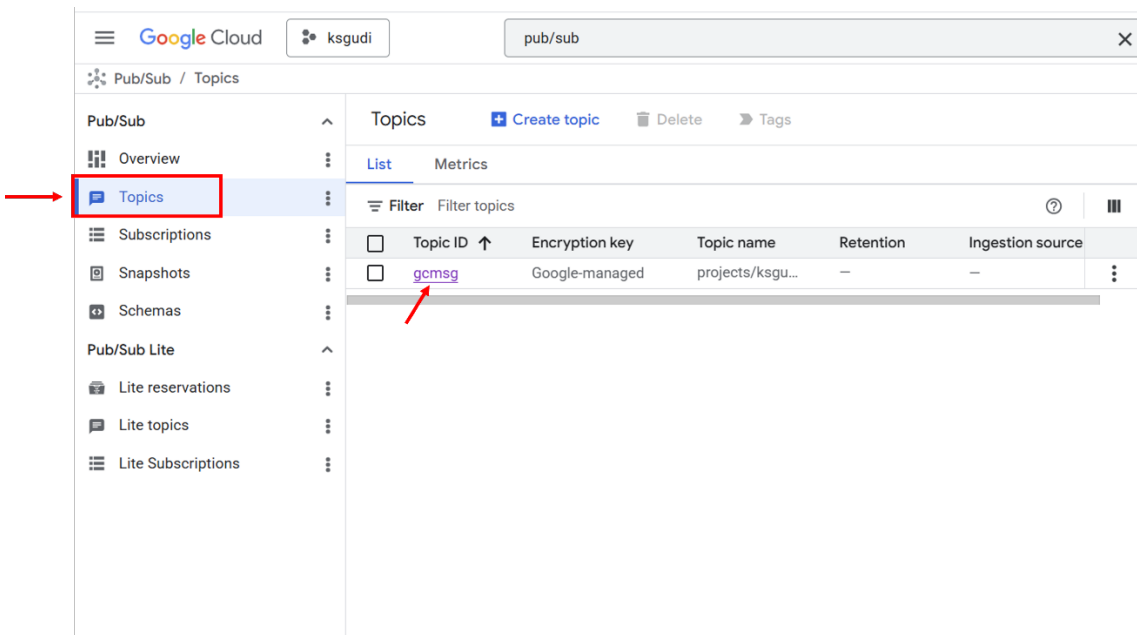 Google Cloud
ksgudi
pub/sub
Pub/Sub / Topics
Pub/Sub
Overview
Topics
Subscriptions
Snapshots
Schemas
Pub/Sub Lite
Lite reservations
Lite topics
Lite Subscriptions
Topics Create topic Delete Tags
List Metrics
Filter Filter topics
Topic ID Encryption key Topic name Retention Ingestion source
gcmsg Google-managed projects/ksgu... — —